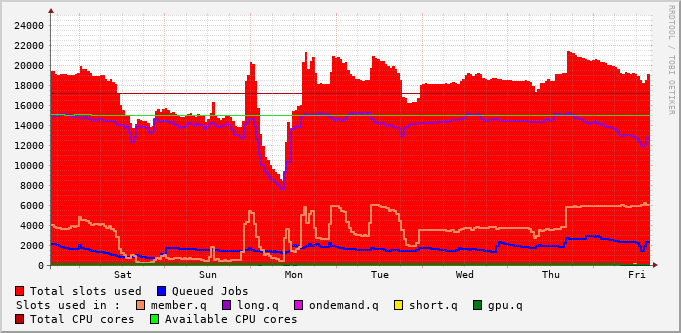 24000
22000
20000
18000
16000
14000
12000
10000
8000
6000
4000
2000
0
Sat Sun Mon Tue Wed Thu Fri
RRDTOOL / TOBI OETIKER
Total slots used Queued Jobs
Slots used in : member.q long.q ondemand.q short.q gpu.q
Total CPU cores Available CPU cores